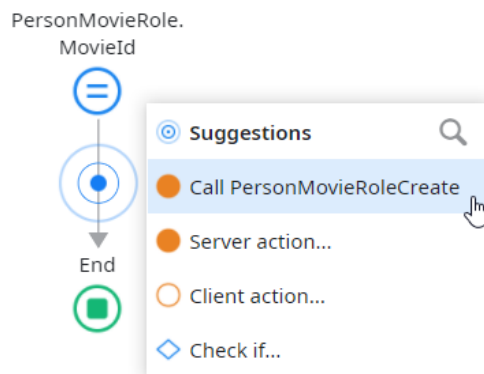 PersonMovieRole.
MovieId
Suggestions
Call PersonMovieRoleCreate
Server action...
End
Client action...
Check if...